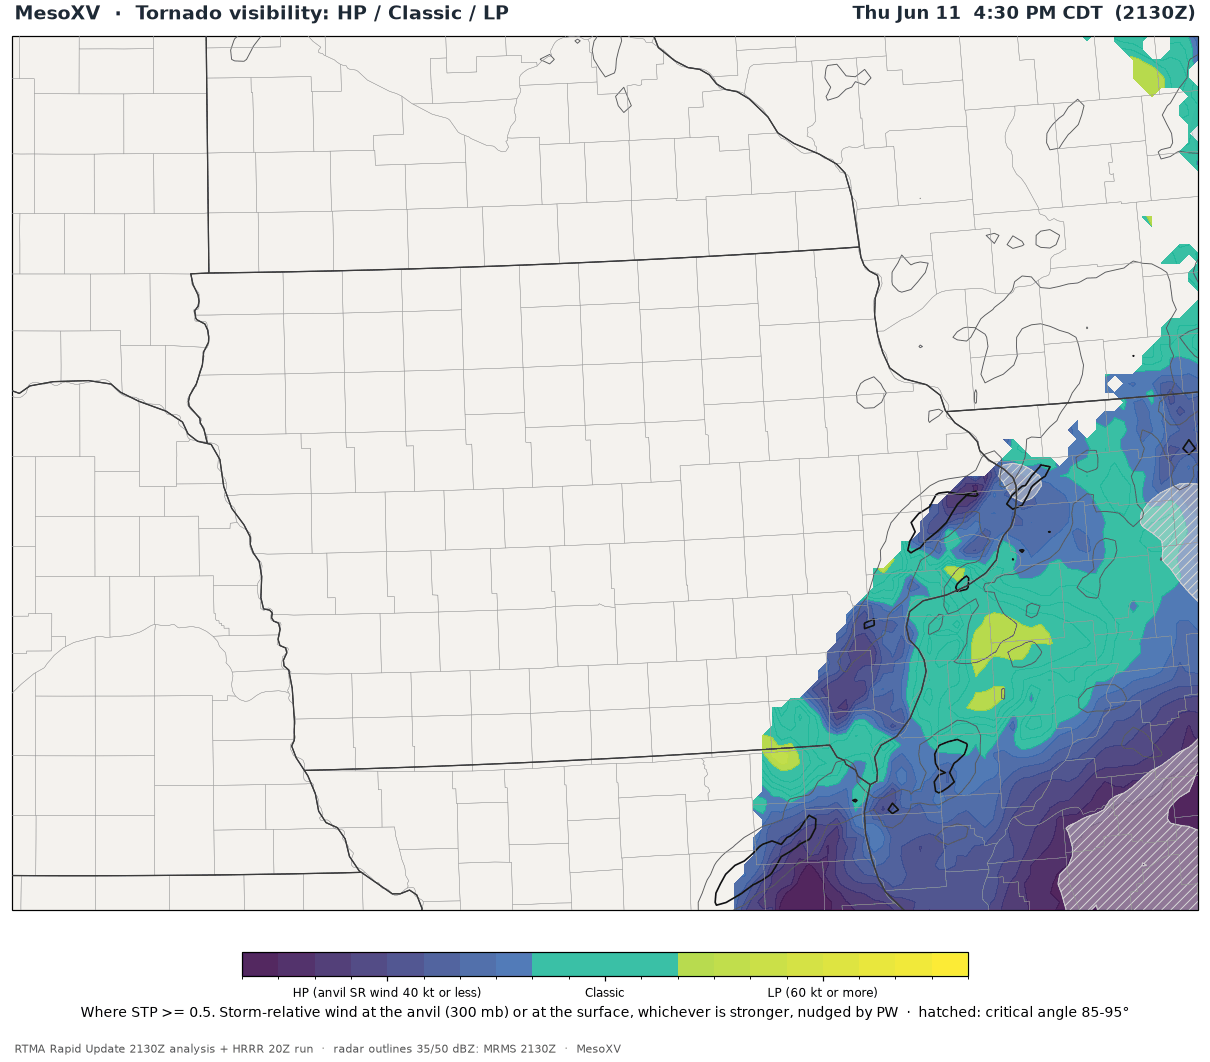 MesoXV · Tornado visibility: HP / Classic / LP
Thu Jun 11 4:30 PM CDT (2130Z)
HP (anvil SR wind 40 kt or less)
Classic
LP (60 kt or more)
Where STP >= 0.5. Storm-relative wind at the anvil (300 mb) or at the surface, whichever is stronger, nudged by PW · hatched: critical angle 85-95°
RTMA Rapid Update 2130Z analysis + HRRR 20Z run · radar outlines 35/50 dBZ: MRMS 2130Z · MesoXV